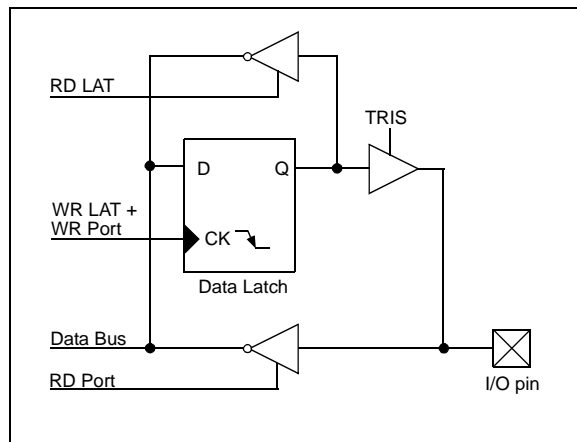 RD LAT
TRIS
D
Q
WR LAT +
WR Port
CK
Data Latch
Data Bus
RD Port
I/O pin